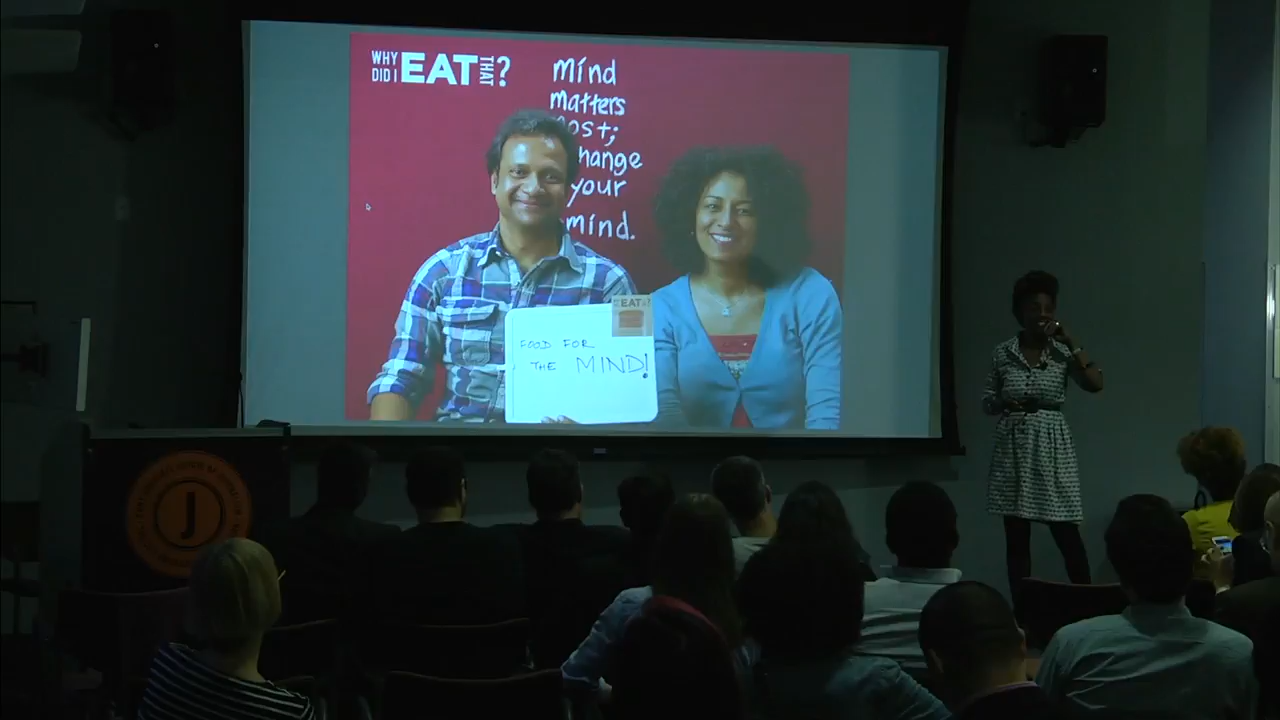 WHY
DID I EAT THAT ?
mind
matters
ost;
hange
your
mind.
EAT
FOOD FOR
THE MIND!
J